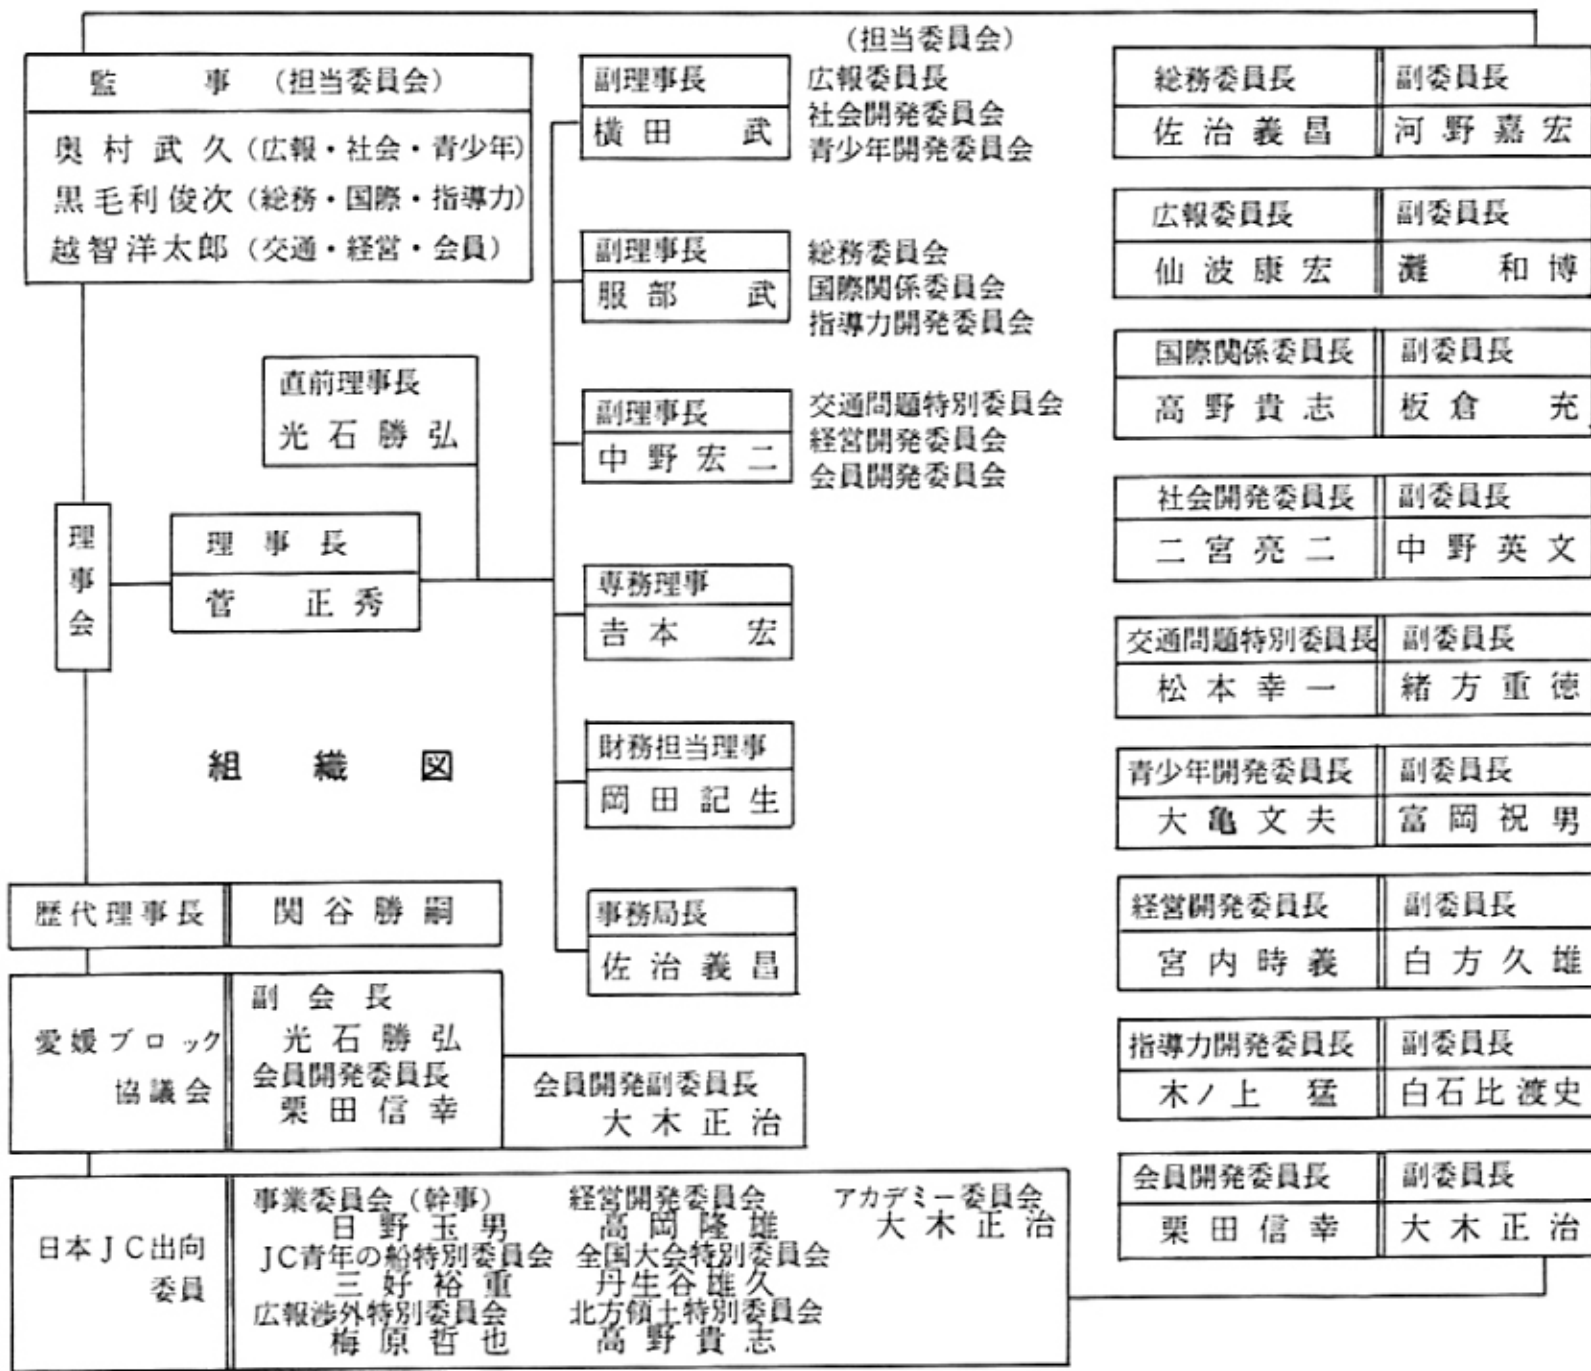 監事 (担当委員会)
奥村武久 (広報・社会・青少年)
黒毛利俊次 (総務・国際・指導力)
越智洋太郎 (交通・経営・会員)
直前理事長
光石勝弘
理事会
理事長
菅正秀
組織図
(担当委員会)
副理事長
横田武
広報委員長
社会開発委員会
青少年開発委員会
副理事長
服部武
総務委員会
国際関係委員会
指導力開発委員会
副理事長
中野宏二
交通問題特別委員会
経営開発委員会
会員開発委員会
専務理事
吉本宏
財務担当理事
岡田記生
事務局長
佐治義昌
総務委員長 副委員長
佐治義昌 河野嘉宏
広報委員長 副委員長
仙波康宏 灘和博
国際関係委員長 副委員長
高野貴志 板倉充
社会開発委員長 副委員長
二宮亮二 中野英文
交通問題特別委員長 副委員長
松本幸一 緒方重徳
青少年開発委員長 副委員長
大亀文夫 富岡祝男
経営開発委員長 副委員長
宮内時義 白方久雄
指導力開発委員長 副委員長
木ノ上猛 白石比渡史
会員開発委員長 副委員長
栗田信幸 大木正治
歴代理事長 関谷勝嗣
愛媛ブロック
協議会
副会長
光石勝弘
会員開発委員長
栗田信幸
会員開発副委員長
大木正治
日本JC出向
委員
事業委員会 (幹事) 経営開発委員会 アカデミー委員会
日野玉男 高岡隆雄 大木正治
JC青年の船特別委員会 全国大会特別委員会
三好裕重 丹生谷雄久
広報渉外特別委員会 北方領土特別委員会
梅原哲也 高野貴志